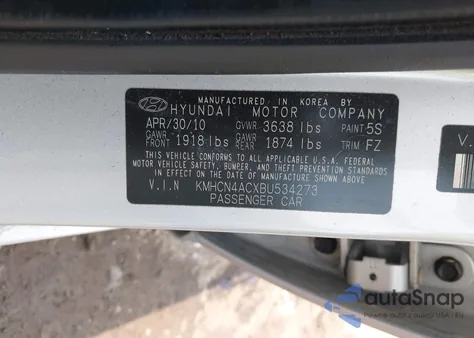 MANUFACTURED IN KOREA BY
HYUNDAI MOTOR COMPANY
APR/30/10 GVWR 3638 lbs PAINT 5S
GAWR FRONT 1918 lbs GAWR REAR 1874 lbs TRIM FZ
THIS VEHICLE CONFORMS TO ALL APPLICABLE U.S.A FEDERAL
MOTOR VEHICLE SAFETY, BUMPER, AND THEFT PREVENTION
STANDARDS IN EFFECT ON THE DATE OF MANUFACTURE
SHOWN ABOVE.
V.I.N KMHCN4ACXBU534273
PASSENGER CAR
autoSnap